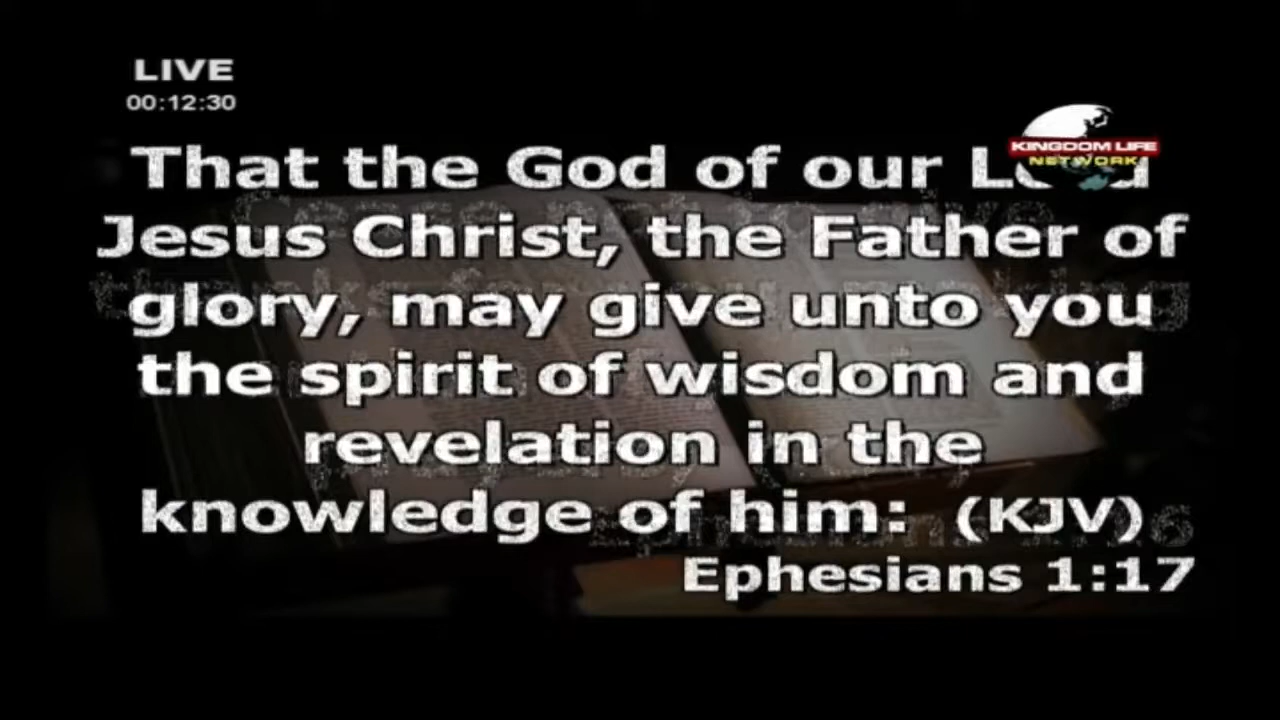 LIVE
00:12:30
KINGDOM LIFE
NETWORK
That the God of our Lord
Jesus Christ, the Father of
glory, may give unto you
the spirit of wisdom and
revelation in the
knowledge of him: (KJV)
Ephesians 1:17